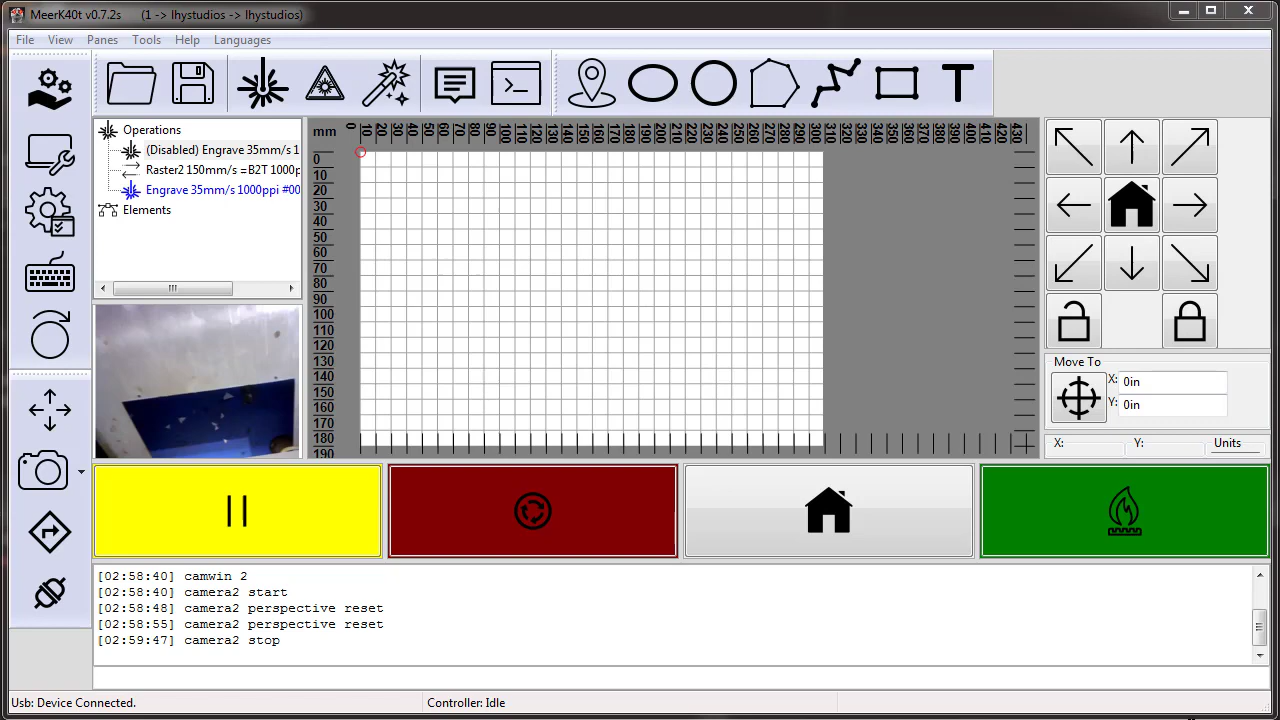 MeerK40t v0.7.2s (1 -> lhystudios -> lhystudios)
File View Panes Tools Help Languages
T
Operations
(Disabled) Engrave 35mm/s 1
Raster2 150mm/s =B2T 1000p
Engrave 35mm/s 1000ppi #00
Elements
mm 0 10 20 30 40 50 60 70 80 90 100 110 120 130 140 150 160 170 180 190 200 210 220 230 240 250 260 270 280 290 300 310 320 330 340 350 360 370 380 390 400 410 420 430
0
10
20
30
40
50
60
70
80
90
100
110
120
130
140
150
160
170
180
190
Move To
X: 0in
Y: 0in
X: Y: Units
[02:58:40] camwin 2
[02:58:40] camera2 start
[02:58:48] camera2 perspective reset
[02:58:55] camera2 perspective reset
[02:59:47] camera2 stop
Usb: Device Connected.
Controller: Idle